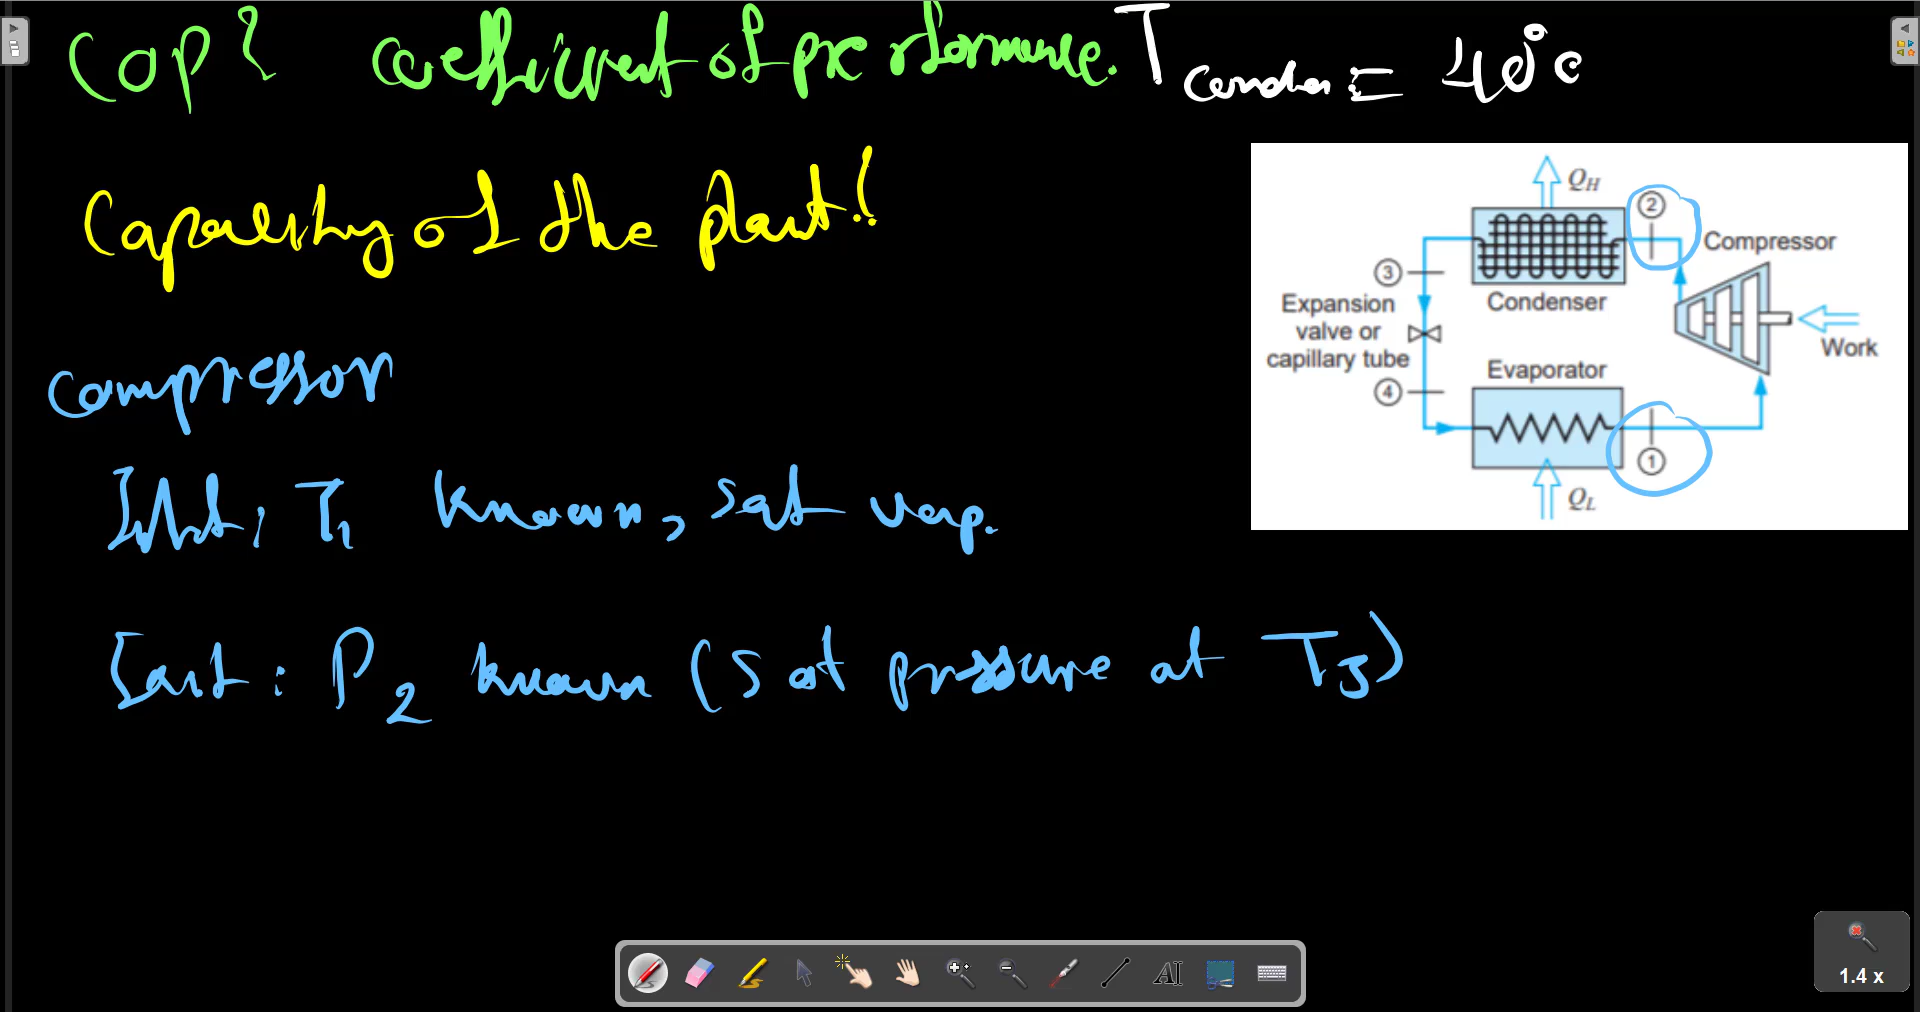 COP? Coefficient of performance. T conden = 40°c
Capacity of the plant?
QH
2
Compressor
3
Condenser
Expansion
valve or
capillary tube
Work
Evaporator
4
1
QL
Compressor
Inlet: T1 known, sat vap.
Exit: P2 known (sat pressure at T3)
1.4 x